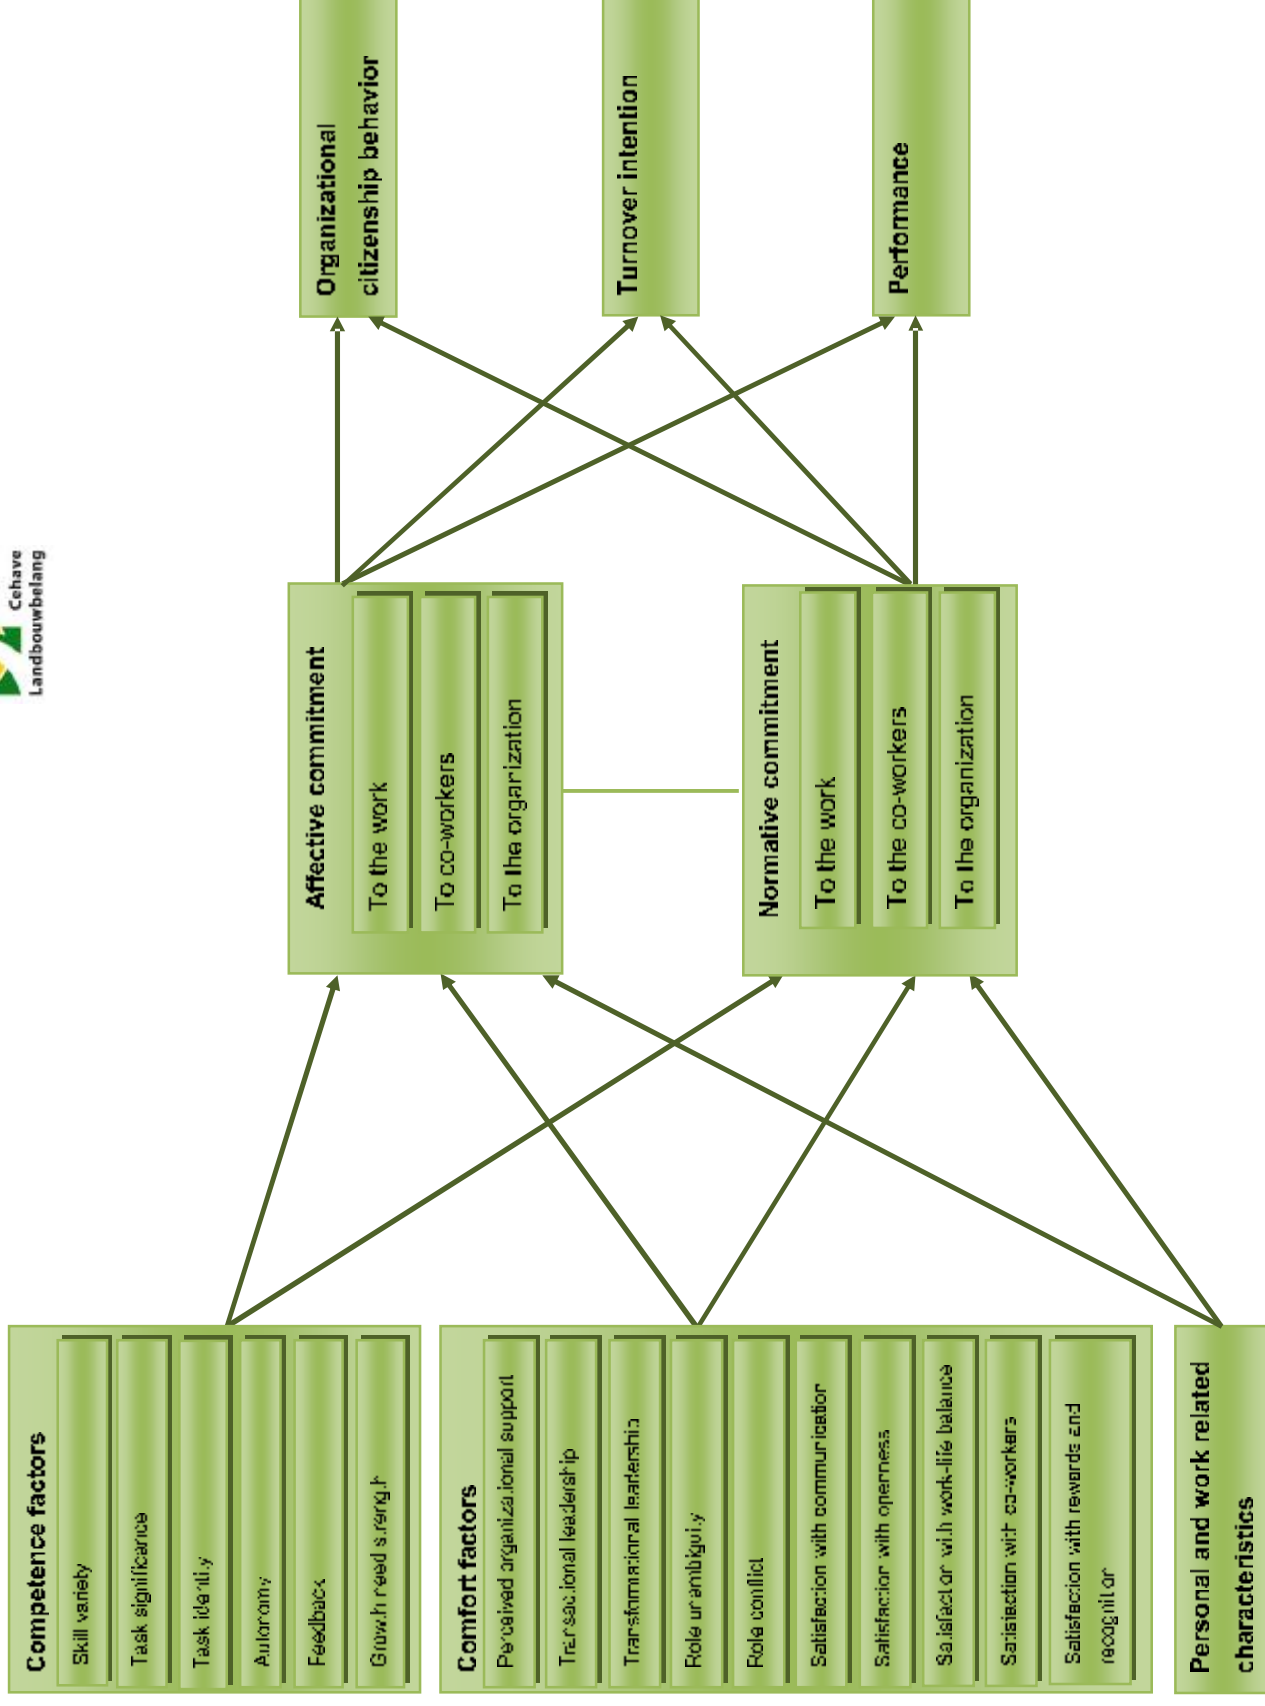 Cehave
Landbouwbelang
Competence factors
Skill variety
Task significance
Task identity
Autonomy
Feedback
Growth need strength
Comfort factors
Perceived organizational support
Transactional leadership
Transformational leadership
Role unambiguity
Role conflict
Satisfaction with communication
Satisfaction with openness
Satisfaction with work-life balance
Satisfaction with co-workers
Satisfaction with rewards and
recognition
Personal and work related
characteristics
Affective commitment
To the work
To co-workers
To the organization
Normative commitment
To the work
To the co-workers
To the organization
Organizational
citizenship behavior
Turnover intention
Performance